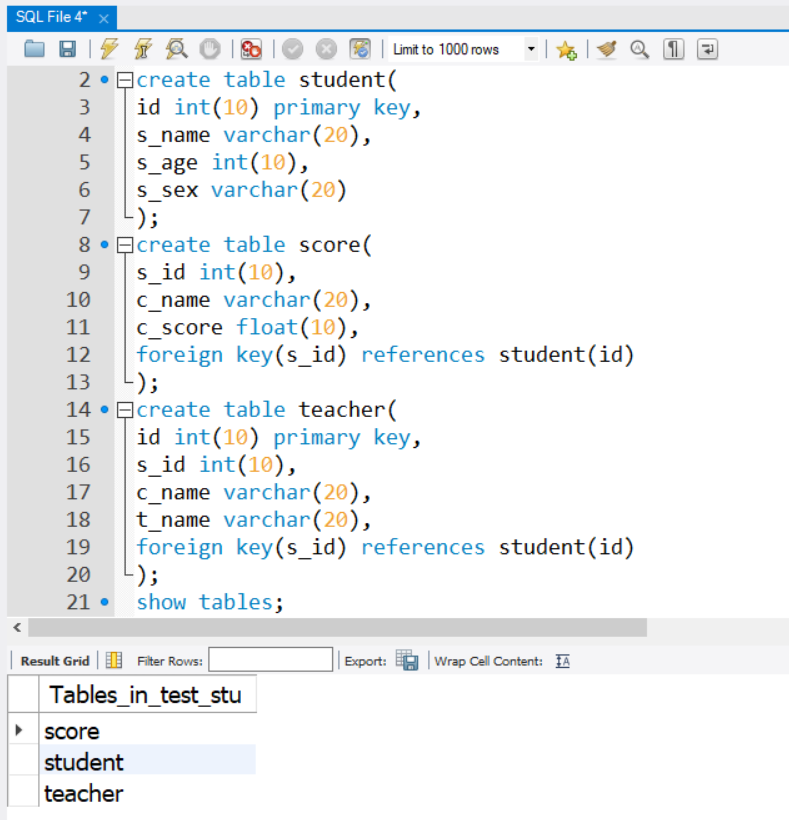 SQL File 4*
Limit to 1000 rows
2 create table student(
3 id int(10) primary key,
4 s_name varchar(20),
5 s_age int(10),
6 s_sex varchar(20)
7 );
8 create table score(
9 s_id int(10),
10 c_name varchar(20),
11 c_score float(10),
12 foreign key(s_id) references student(id)
13 );
14 create table teacher(
15 id int(10) primary key,
16 s_id int(10),
17 c_name varchar(20),
18 t_name varchar(20),
19 foreign key(s_id) references student(id)
20 );
21 show tables;
Result Grid Filter Rows: Export: Wrap Cell Content:
Tables_in_test_stu
score
student
teacher